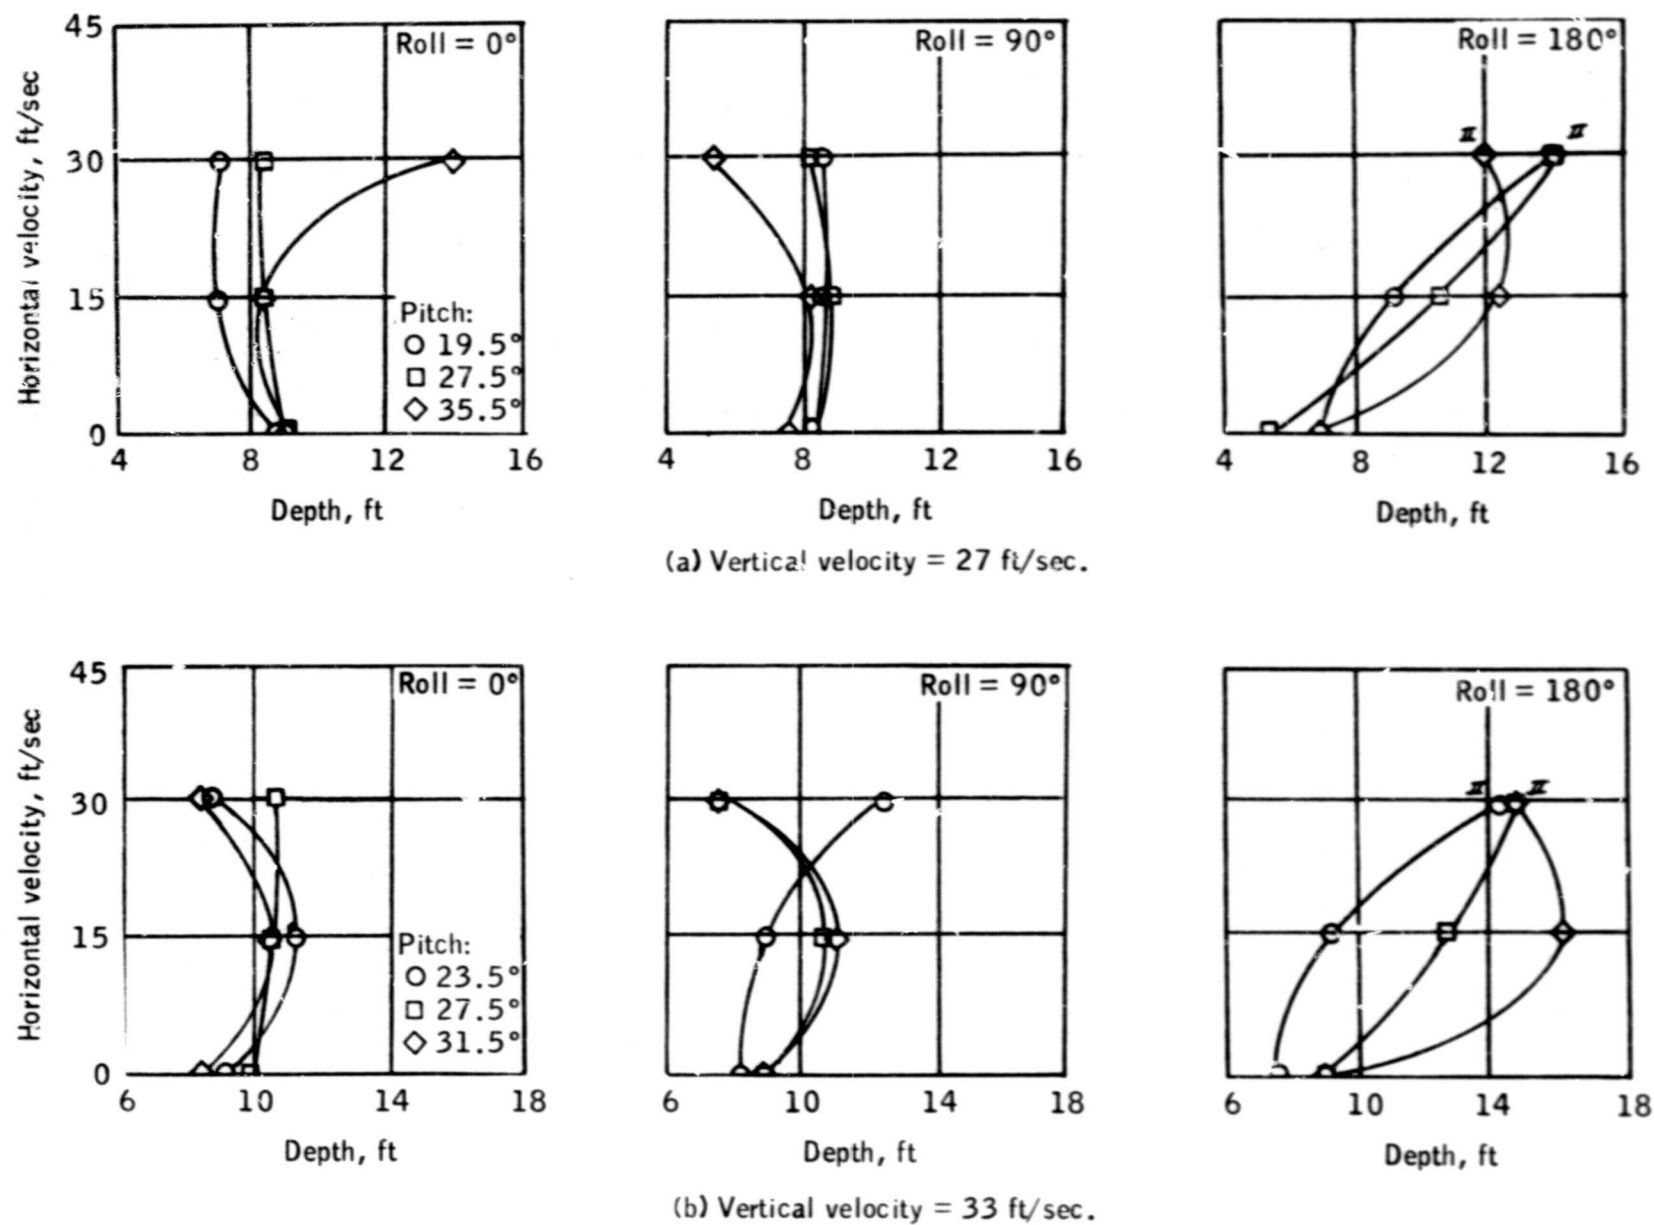 45
Roll = 0°
Roll = 90°
Roll = 180°
Horizontal velocity, ft/sec
30
II
II
15
Pitch:
19.5°
27.5°
35.5°
0
4 8 12 16
4 8 12 16
4 8 12 16
Depth, ft
Depth, ft
Depth, ft
(a) Vertical velocity = 27 ft/sec.
45
Roll = 0°
Roll = 90°
Roll = 180°
Horizontal velocity, ft/sec
30
II
II
15
Pitch:
23.5°
27.5°
31.5°
0
6 10 14 18
6 10 14 18
6 10 14 18
Depth, ft
Depth, ft
Depth, ft
(b) Vertical velocity = 33 ft/sec.